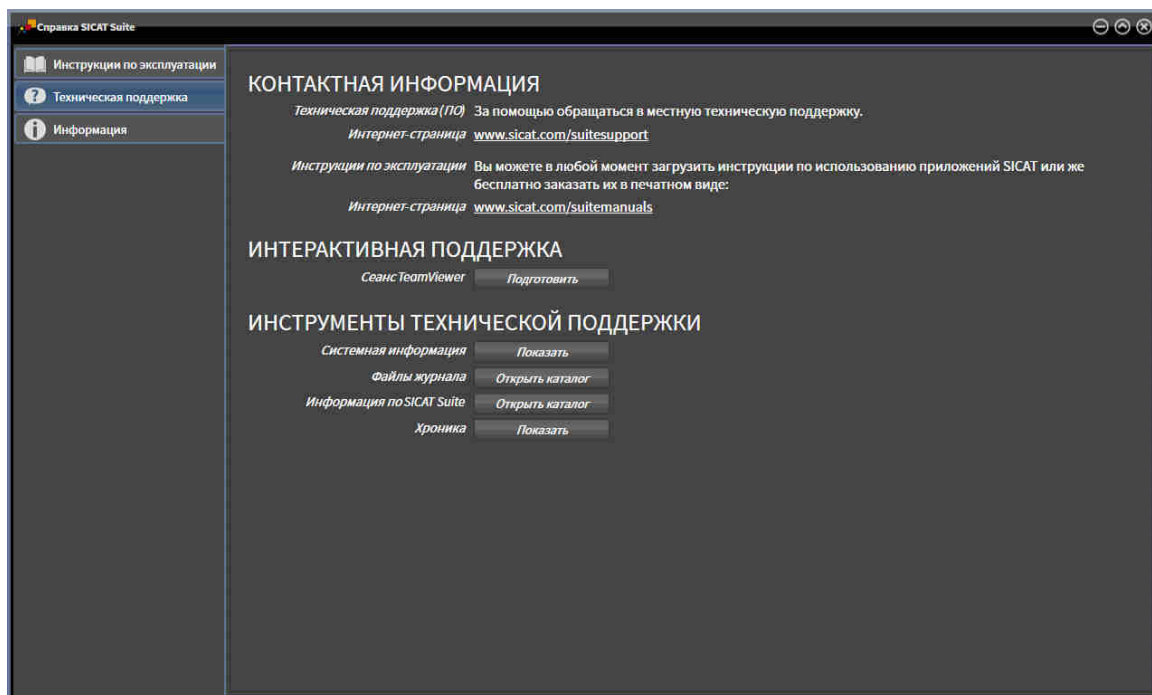 Справка SICAT Suite
Инструкции по эксплуатации
Техническая поддержка
Информация
КОНТАКТНАЯ ИНФОРМАЦИЯ
Техническая поддержка (ПО) За помощью обращаться в местную техническую поддержку.
Интернет-страница www.sicat.com/suitesupport
Инструкции по эксплуатации Вы можете в любой момент загрузить инструкции по использованию приложений SICAT или же
бесплатно заказать их в печатном виде:
Интернет-страница www.sicat.com/suitemanuals
ИНТЕРАКТИВНАЯ ПОДДЕРЖКА
Сеанс TeamViewer Подготовить
ИНСТРУМЕНТЫ ТЕХНИЧЕСКОЙ ПОДДЕРЖКИ
Системная информация Показать
Файлы журнала Открыть каталог
Информация по SICAT Suite Открыть каталог
Хроника Показать